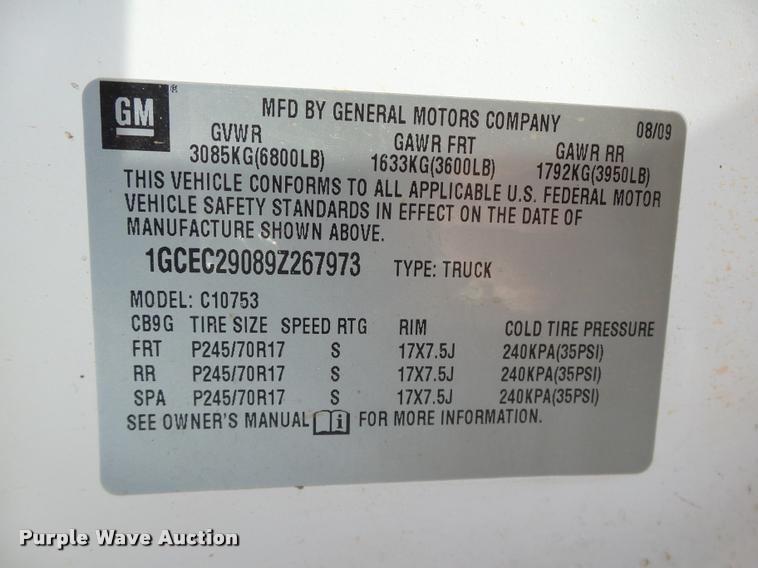 GM ®
MFD BY GENERAL MOTORS COMPANY 08/09
GVWR GAWR FRT GAWR RR
3085KG(6800LB) 1633KG(3600LB) 1792KG(3950LB)
THIS VEHICLE CONFORMS TO ALL APPLICABLE U.S. FEDERAL MOTOR
VEHICLE SAFETY STANDARDS IN EFFECT ON THE DATE OF
MANUFACTURE SHOWN ABOVE.
1GCEC29089Z267973 TYPE: TRUCK
MODEL: C10753
CB9G TIRE SIZE SPEED RTG RIM COLD TIRE PRESSURE
FRT P245/70R17 S 17X7.5J 240KPA(35PSI)
RR P245/70R17 S 17X7.5J 240KPA(35PSI)
SPA P245/70R17 S 17X7.5J 240KPA(35PSI)
SEE OWNER'S MANUAL i FOR MORE INFORMATION.
Purple Wave Auction